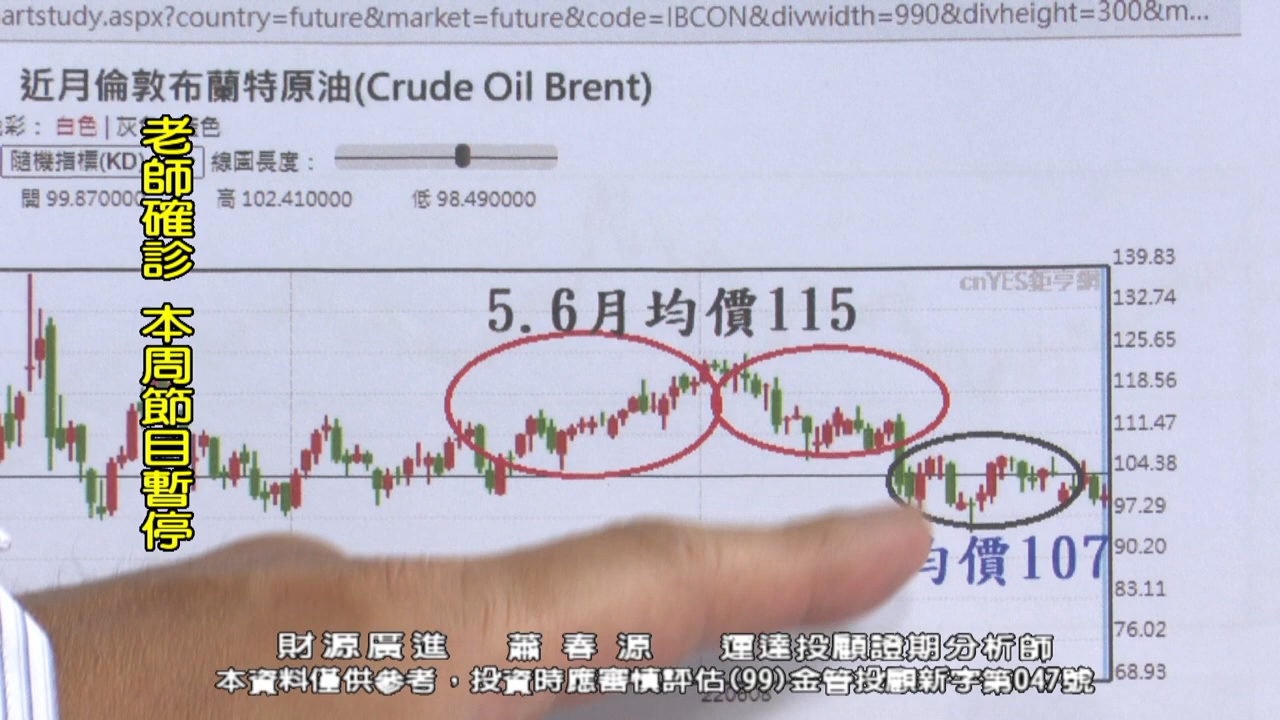 artstudy.aspx?country=future&market=future&code=IBCON&divwidth=990&divheight=300&m...
近月倫敦布蘭特原油(Crude Oil Brent)
彩： 白色 | 灰 色
隨機指標(KD) 線圖長度：
開 99.870000 高 102.410000 低 98.490000
老師確診 本周節目暫停
cnYES鉅亨網
5.6月均價115
139.83
132.74
125.65
118.56
111.47
104.38
97.29
90.20
83.11
76.02
68.93
均價107
財源廣進 蕭春源 運達投顧證期分析師
本資料僅供參考，投資時應審慎評估(99)金管投顧新字第047號